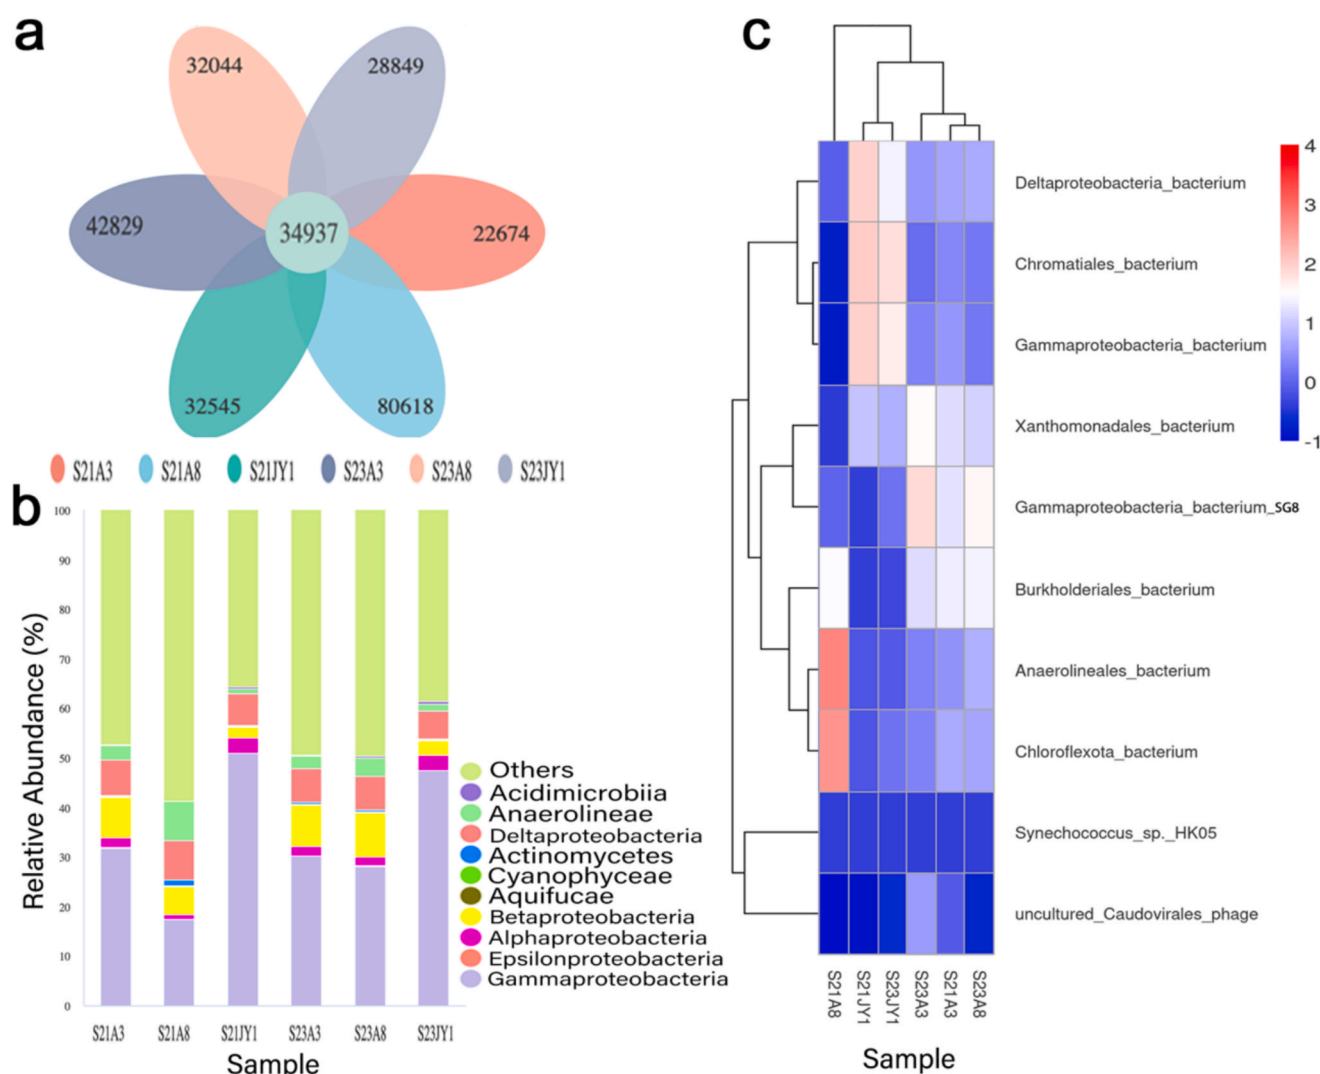 a
32044
28849
42829
34937
22674
32545
80618
S21A3 S21A8 S21JY1 S23A3 S23A8 S23JY1
b
Relative Abundance (%)
100
90
80
70
60
50
40
30
20
10
0
S21A3 S21A8 S21JY1 S23A3 S23A8 S23JY1
Sample
Others
Acidimicrobiia
Anaerolineae
Deltaproteobacteria
Actinomycetes
Cyanophyceae
Aquifucae
Betaproteobacteria
Alphaproteobacteria
Epsilonproteobacteria
Gammaproteobacteria
c
Deltaproteobacteria_bacterium
Chromatiales_bacterium
Gammaproteobacteria_bacterium
Xanthomonadales_bacterium
Gammaproteobacteria_bacterium_SG8
Burkholderiales_bacterium
Anaerolineales_bacterium
Chloroflexota_bacterium
Synechococcus_sp._HK05
uncultured_Caudovirales_phage
4
3
2
1
0
-1
S21A8 S21JY1 S23JY1 S23A3 S21A3 S23A8
Sample